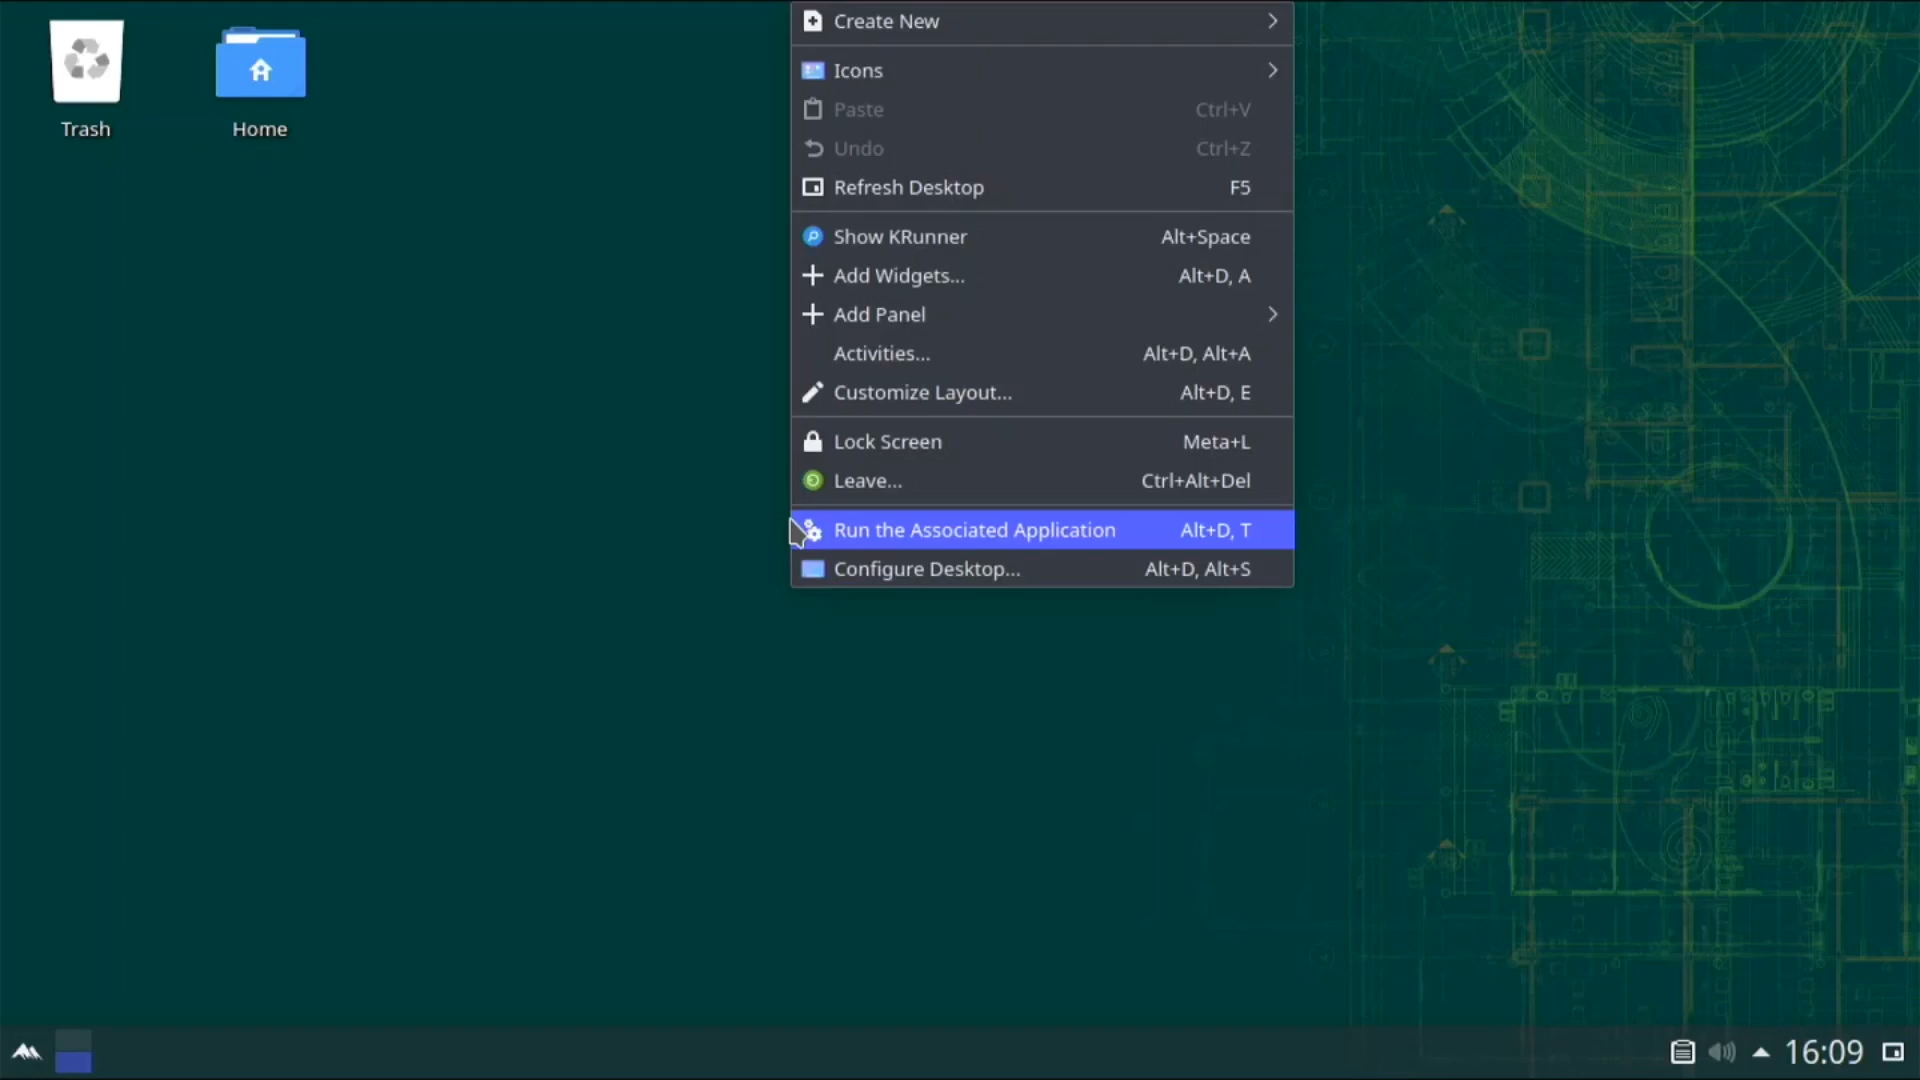 Trash
Home
Create New
Icons
Paste Ctrl+V
Undo Ctrl+Z
Refresh Desktop F5
Show KRunner Alt+Space
Add Widgets... Alt+D, A
Add Panel
Activities... Alt+D, Alt+A
Customize Layout... Alt+D, E
Lock Screen Meta+L
Leave... Ctrl+Alt+Del
Run the Associated Application Alt+D, T
Configure Desktop... Alt+D, Alt+S
16:09